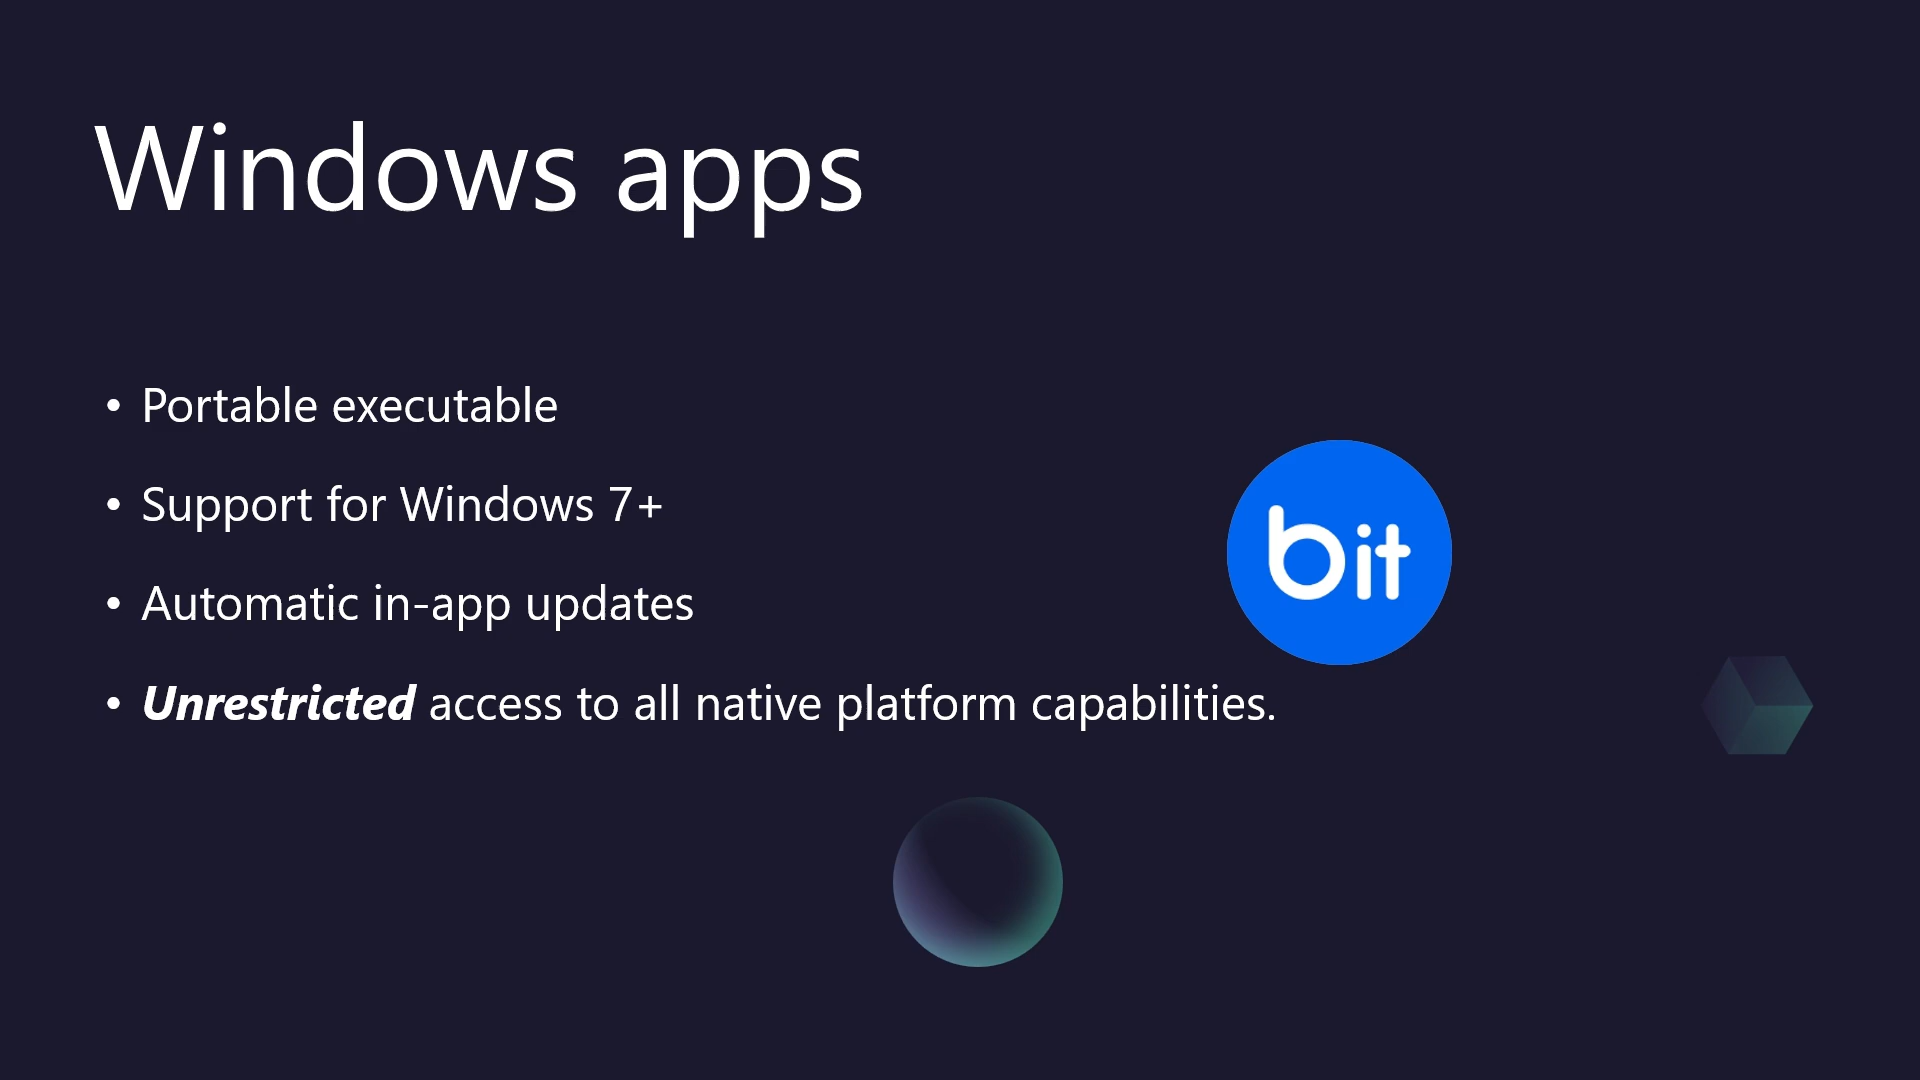 Windows apps
• Portable executable
• Support for Windows 7+
• Automatic in-app updates
• Unrestricted access to all native platform capabilities.
bit